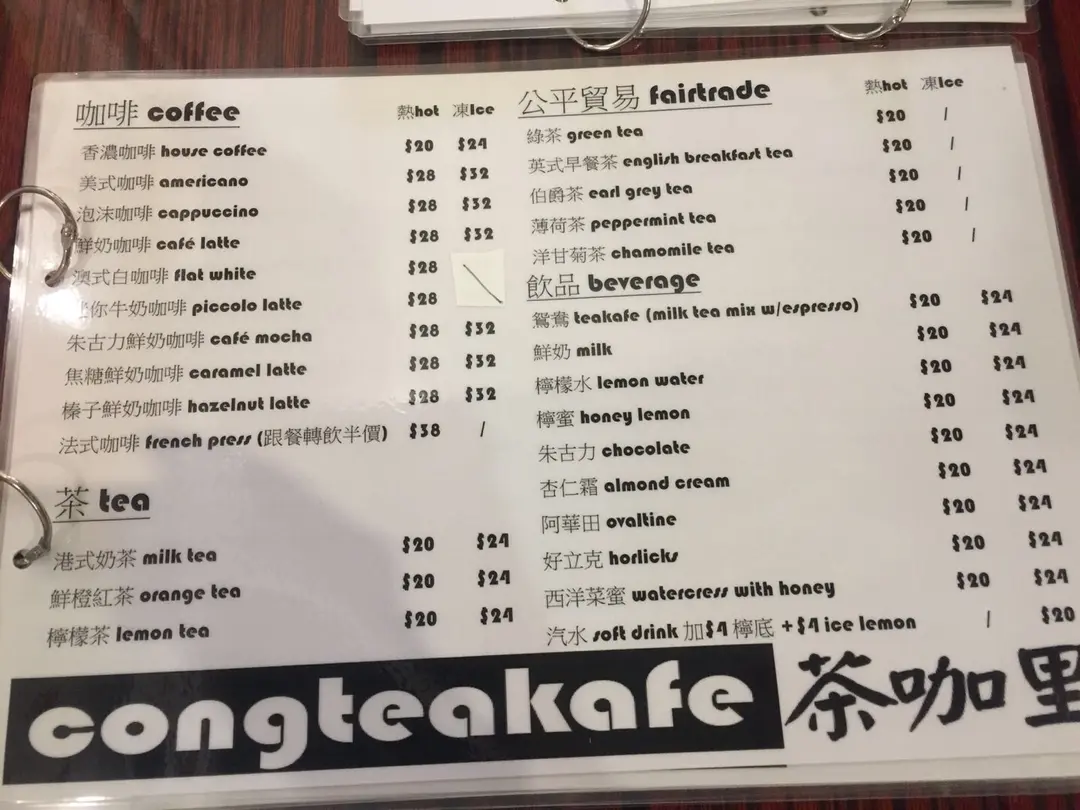 咖啡 coffee 熱hot 凍Ice
香濃咖啡 house coffee $20 $24
美式咖啡 americano $28 $32
泡沫咖啡 cappuccino $28 $32
鮮奶咖啡 café latte $28 $32
澳式白咖啡 flat white $28 \
迷你牛奶咖啡 piccolo latte $28
朱古力鮮奶咖啡 café mocha $28 $32
焦糖鮮奶咖啡 caramel latte $28 $32
榛子鮮奶咖啡 hazelnut latte $28 $32
法式咖啡 french press (跟餐轉飲半價) $38 /
茶 tea
港式奶茶 milk tea $20 $24
鮮橙紅茶 orange tea $20 $24
檸檬茶 lemon tea $20 $24
公平貿易 fairtrade 熱hot 凍Ice
綠茶 green tea $20 /
英式早餐茶 english breakfast tea $20 /
伯爵茶 earl grey tea $20 /
薄荷茶 peppermint tea $20 /
洋甘菊茶 chamomile tea $20 /
飲品 beverage
鴛鴦 teakafe (milk tea mix w/espresso) $20 $24
鮮奶 milk $20 $24
檸檬水 lemon water $20 $24
檸蜜 honey lemon $20 $24
朱古力 chocolate $20 $24
杏仁霜 almond cream $20 $24
阿華田 ovaltine $20 $24
好立克 horlicks $20 $24
西洋菜蜜 watercress with honey $20 $24
汽水 soft drink 加$4 檸底 +$4 ice lemon / $20
congteakafe 茶咖里